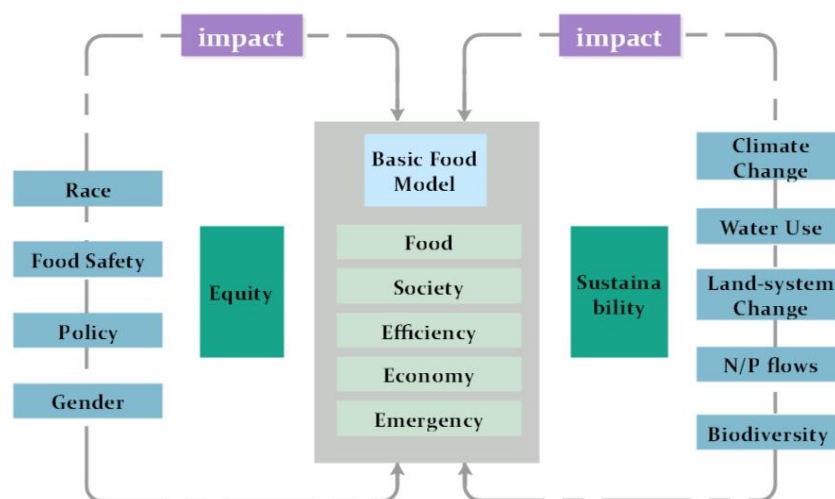 impact
impact
Race
Food Safety
Policy
Gender
Equity
Basic Food
Model
Food
Society
Efficiency
Economy
Emergency
Sustaina
bility
Climate
Change
Water Use
Land-system
Change
N/P flows
Biodiversity